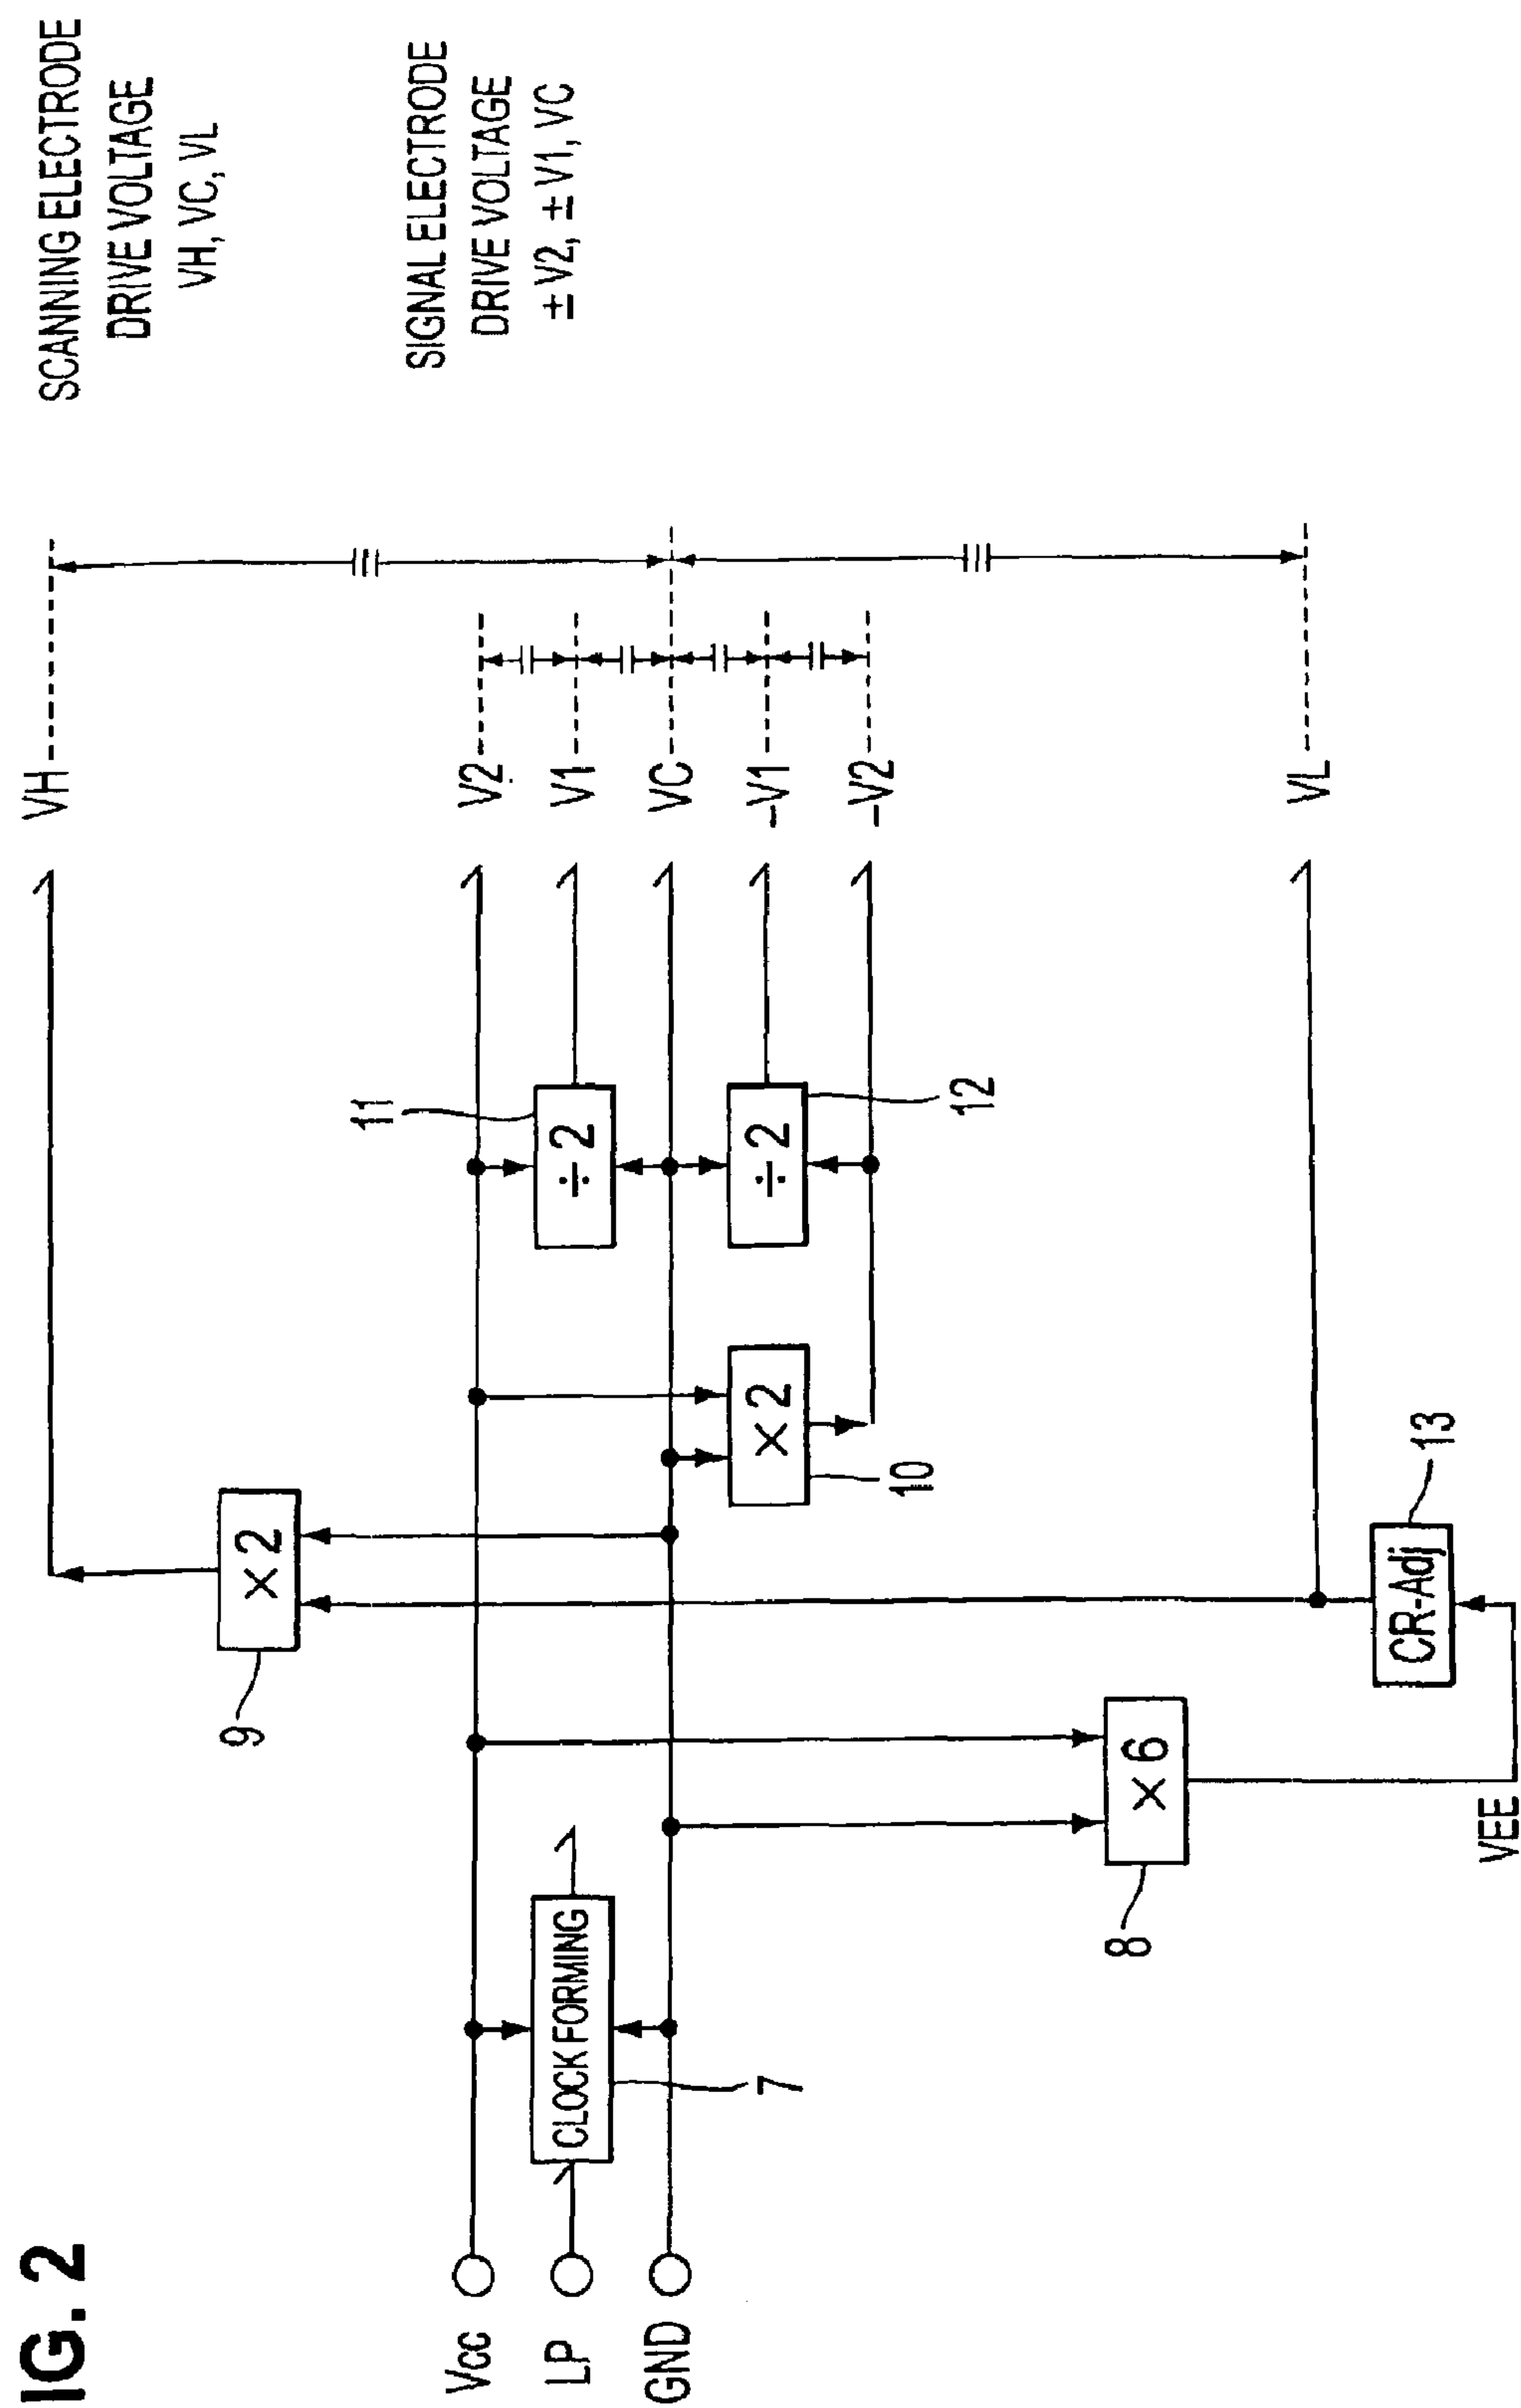 IG. 2
SCANNING ELECTRODE
DRIVE VOLTAGE
VH, VC, VL
SIGNAL ELECTRODE
DRIVE VOLTAGE
± V2, ± V1, VC
VH
V2
V1
VC
-V1
-V2
VL
Vcc
LP
GND
CLOCK FORMING
7
× 6
8
VEE
× 2
9
× 2
10
÷ 2
11
÷ 2
12
CR-Adj
13